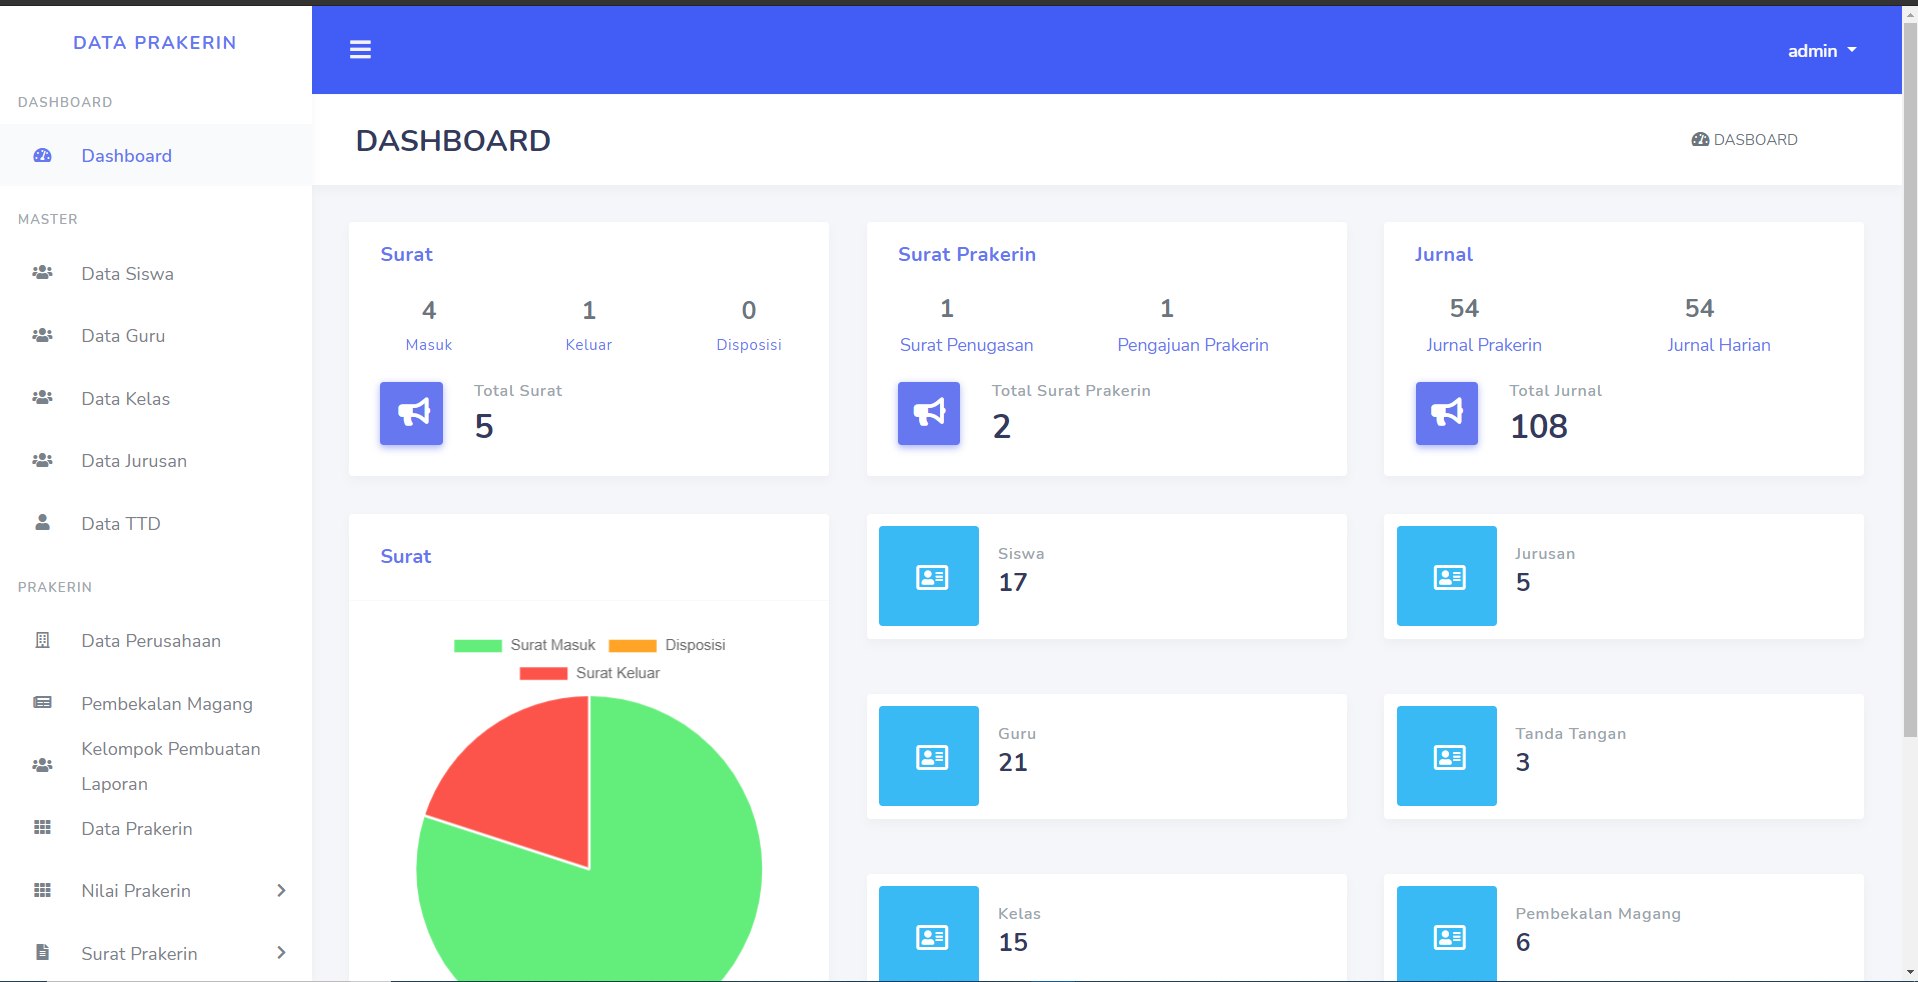 DATA PRAKERIN
DASHBOARD
Dashboard
MASTER
Data Siswa
Data Guru
Data Kelas
Data Jurusan
Data TTD
PRAKERIN
Data Perusahaan
Pembekalan Magang
Kelompok Pembuatan
Laporan
Data Prakerin
Nilai Prakerin
Surat Prakerin
admin
DASHBOARD
DASBOARD
Surat
4
Masuk
1
Keluar
0
Disposisi
Total Surat
5
Surat Prakerin
1
Surat Penugasan
1
Pengajuan Prakerin
Total Surat Prakerin
2
Jurnal
54
Jurnal Prakerin
54
Jurnal Harian
Total Jurnal
108
Surat
Surat Masuk
Disposisi
Surat Keluar
Siswa
17
Jurusan
5
Guru
21
Tanda Tangan
3
Kelas
15
Pembekalan Magang
6